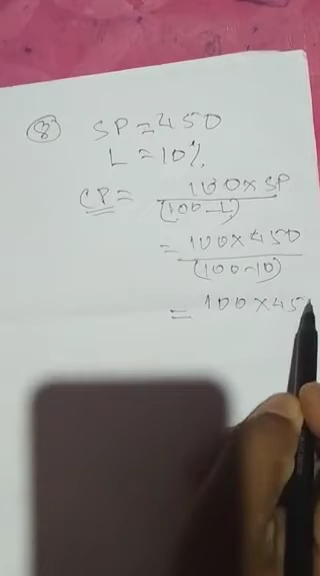 8
SP = 450
L = 10%
CP = 100 × SP
(100 - L)
= 100 × 450
(100 - 10)
= 100 × 45